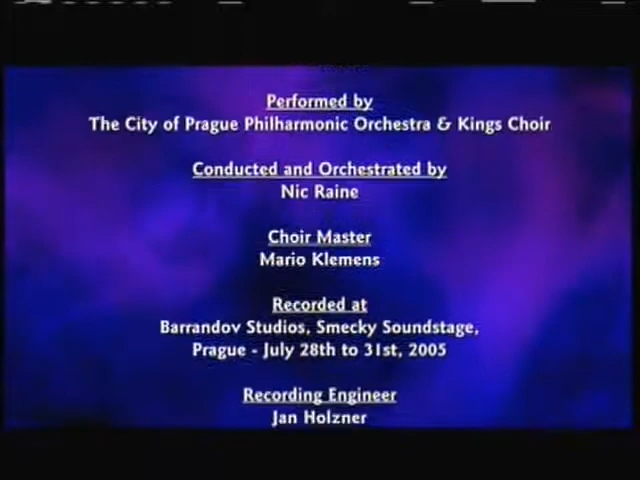 Performed by
The City of Prague Philharmonic Orchestra & Kings Choir
Conducted and Orchestrated by
Nic Raine
Choir Master
Mario Klemens
Recorded at
Barrandov Studios, Smecky Soundstage,
Prague - July 28th to 31st, 2005
Recording Engineer
Jan Holzner